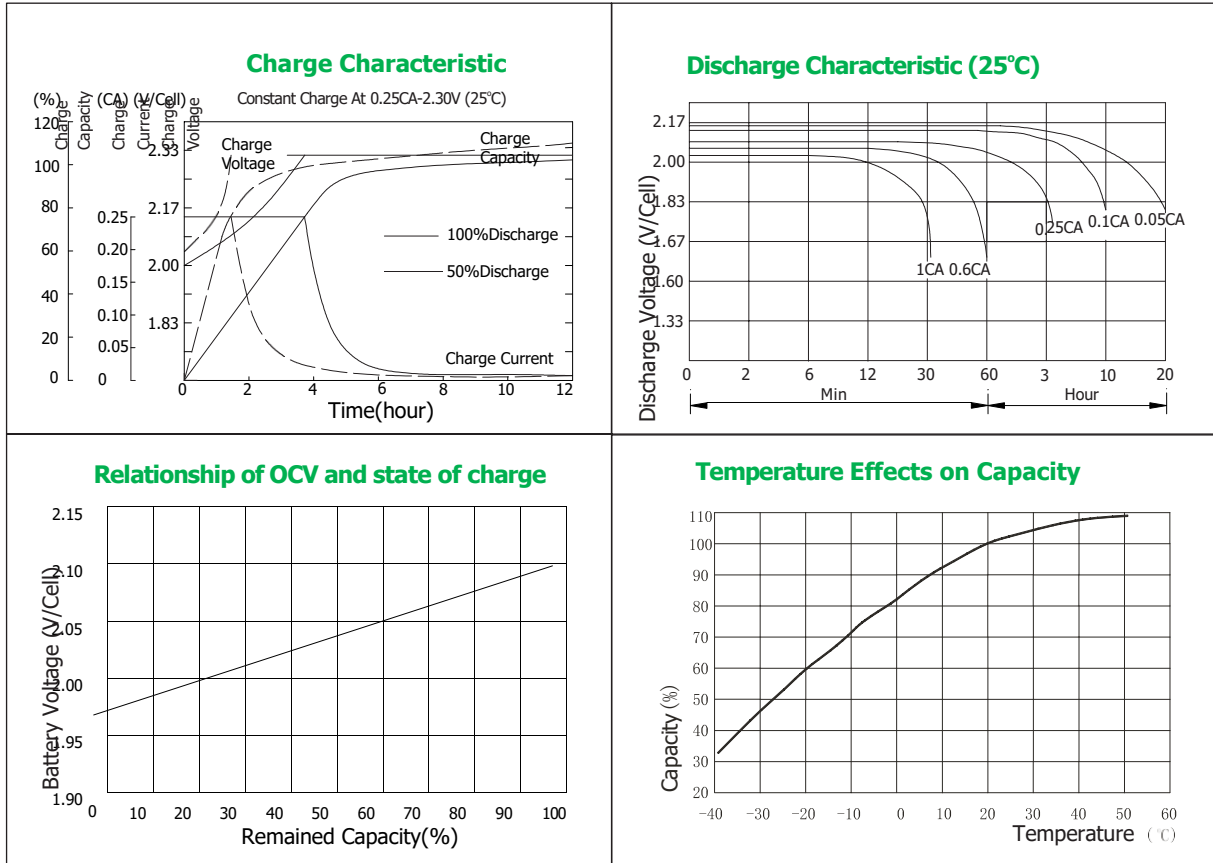 Charge Characteristic
Constant Charge At 0.25CA-2.30V (25°C)
(%) (CA) (V/Cell)
Charge
Capacity
Charge
Current
Charge
Voltage
120
100
80
60
40
20
0
0.25
0.20
0.15
0.10
0.05
0
2.33
2.17
2.00
1.83
Charge
Voltage
Charge
Capacity
100%Discharge
50%Discharge
Charge Current
0 2 4 6 8 10 12
Time(hour)
Discharge Characteristic (25°C)
Discharge Voltage (V/Cell)
2.17
2.00
1.83
1.67
1.60
1.33
1CA 0.6CA
0.25CA 0.1CA 0.05CA
0 2 6 12 30 60 3 10 20
Min Hour
Relationship of OCV and state of charge
Battery Voltage (V/Cell)
2.15
2.10
2.05
2.00
1.95
1.90
0 10 20 30 40 50 60 70 80 90 100
Remained Capacity(%)
Temperature Effects on Capacity
Capacity (%)
110
100
90
80
70
60
50
40
30
20
-40 -30 -20 -10 0 10 20 30 40 50 60
Temperature (℃)